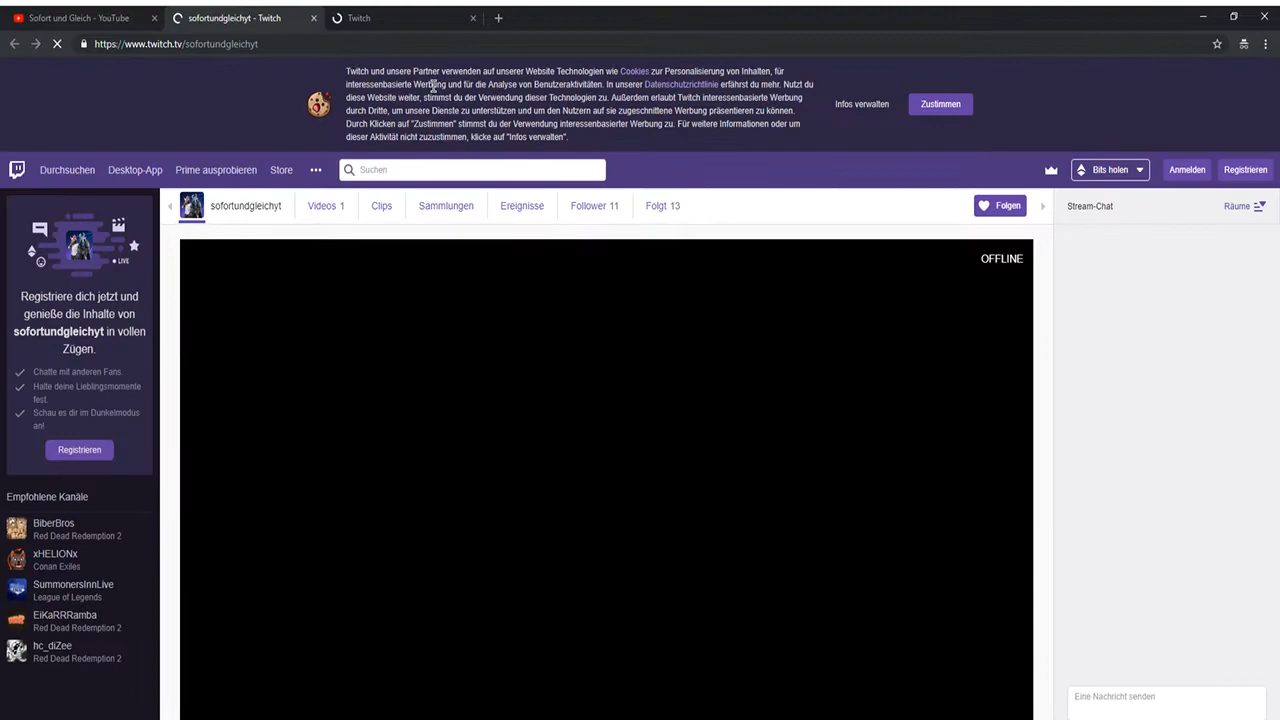 Sofort und Gleich - YouTube
sofortundgleichyt - Twitch
Twitch
https://www.twitch.tv/sofortundgleichyt
Twitch und unsere Partner verwenden auf unserer Website Technologien wie Cookies zur Personalisierung von Inhalten, für
interessenbasierte Werbung und für die Analyse von Benutzeraktivitäten. In unserer Datenschutzrichtlinie erfährst du mehr. Nutzt du
diese Website weiter, stimmst du der Verwendung dieser Technologien zu. Außerdem erlaubt Twitch interessenbasierte Werbung
durch Dritte, um unsere Dienste zu unterstützen und um den Nutzern auf sie zugeschnittene Werbung präsentieren zu können.
Durch Klicken auf "Zustimmen" stimmst du der Verwendung interessenbasierter Werbung zu. Für weitere Informationen oder um
dieser Aktivität nicht zuzustimmen, klicke auf "Infos verwalten".
Infos verwalten
Zustimmen
Durchsuchen
Desktop-App
Prime ausprobieren
Store
Suchen
Bits holen
Anmelden
Registrieren
sofortundgleichyt
Videos 1
Clips
Sammlungen
Ereignisse
Follower 11
Folgt 13
Folgen
Stream-Chat
Räume
LIVE
Registriere dich jetzt und
genieße die Inhalte von
sofortundgleichyt in vollen
Zügen.
Chatte mit anderen Fans.
Halte deine Lieblingsmomente
fest.
Schau es dir im Dunkelmodus
an!
Registrieren
OFFLINE
Empfohlene Kanäle
BiberBros
Red Dead Redemption 2
xHELIONx
Conan Exiles
SummonersInnLive
League of Legends
EiKaRRRamba
Red Dead Redemption 2
hc_diZee
Red Dead Redemption 2
Eine Nachricht senden